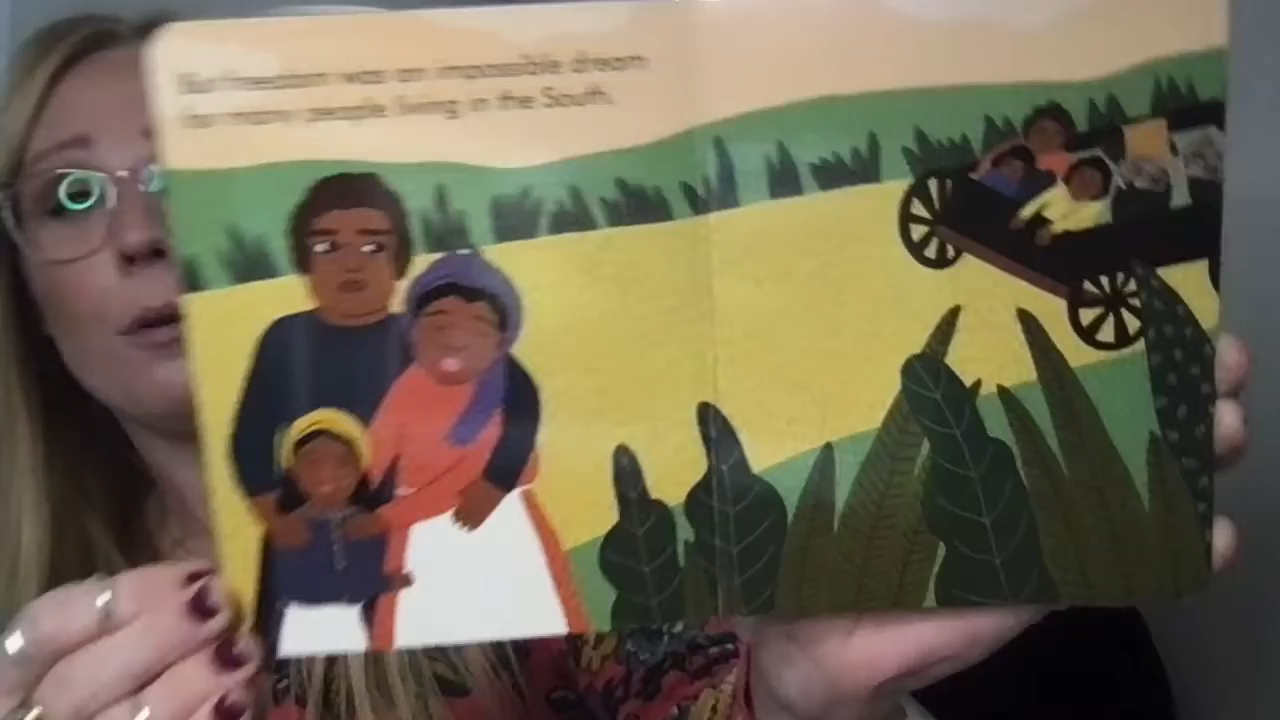 But freedom was an impossible dream
for many people living in the South.